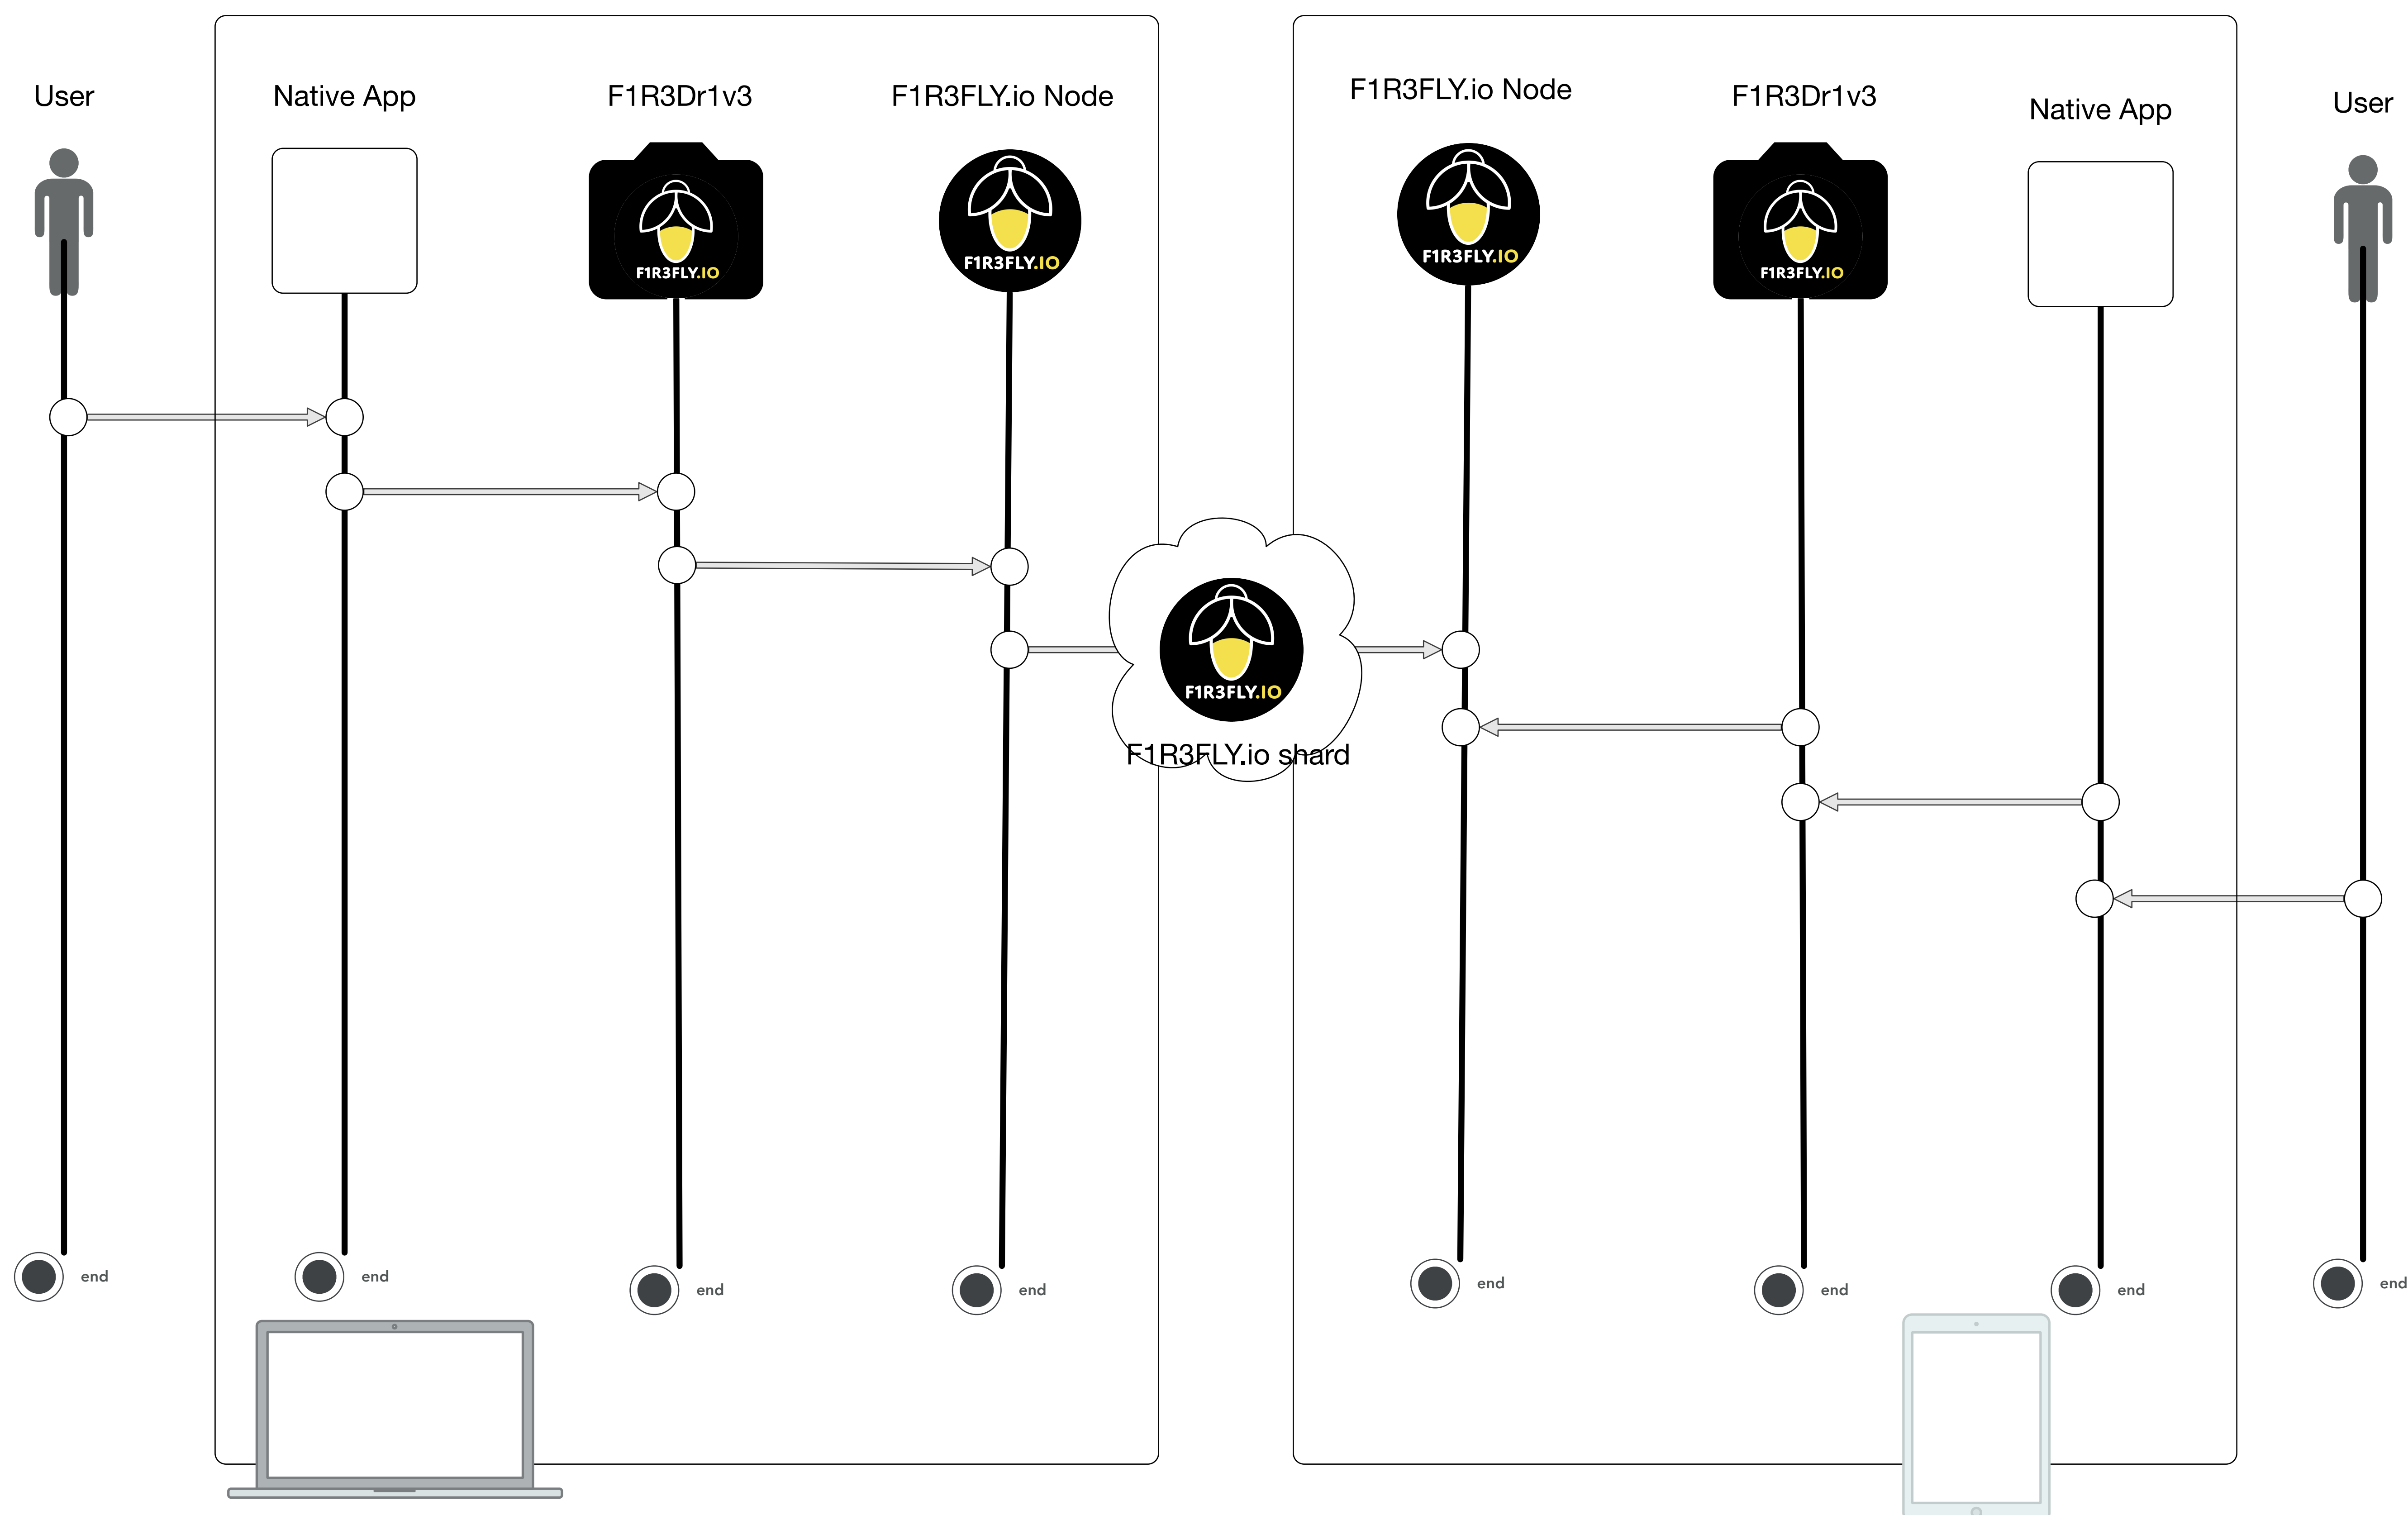 User
Native App
F1R3Dr1v3
F1R3FLY.io Node
F1R3FLY.io Node
F1R3Dr1v3
Native App
User
F1R3FLY.IO
F1R3FLY.IO
F1R3FLY.IO
F1R3FLY.IO
F1R3FLY.IO
F1R3FLY.io shard
end
end
end
end
end
end
end
end